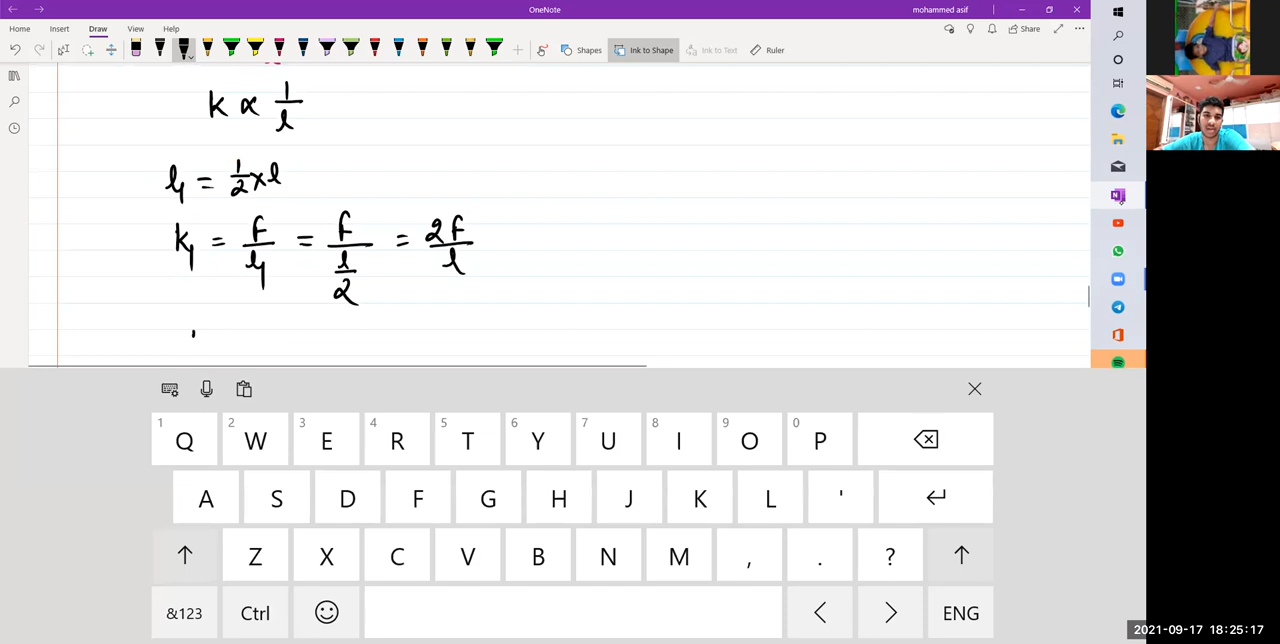 OneNote
mohammed asif
Home Insert Draw View Help
Share
Shapes Ink to Shape Ink to Text Ruler
k ∝ 1/l
l₁ = 1/2 × l
k₁ = F/l₁ = F/(l/2) = 2F/l
1 2 3 4 5 6 7 8 9 0
Q W E R T Y U I O P
A S D F G H J K L '
Z X C V B N M , . ?
&123 Ctrl ENG
2021-09-17 18:25:17